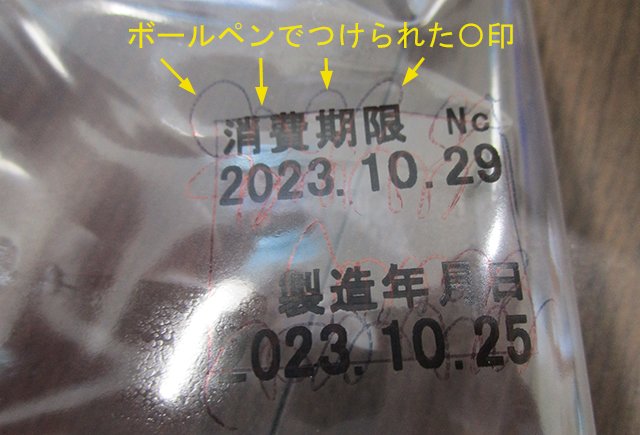 ボールペンでつけられた〇印
消費期限 Nc
2023.10.29
製造年月日
2023.10.25